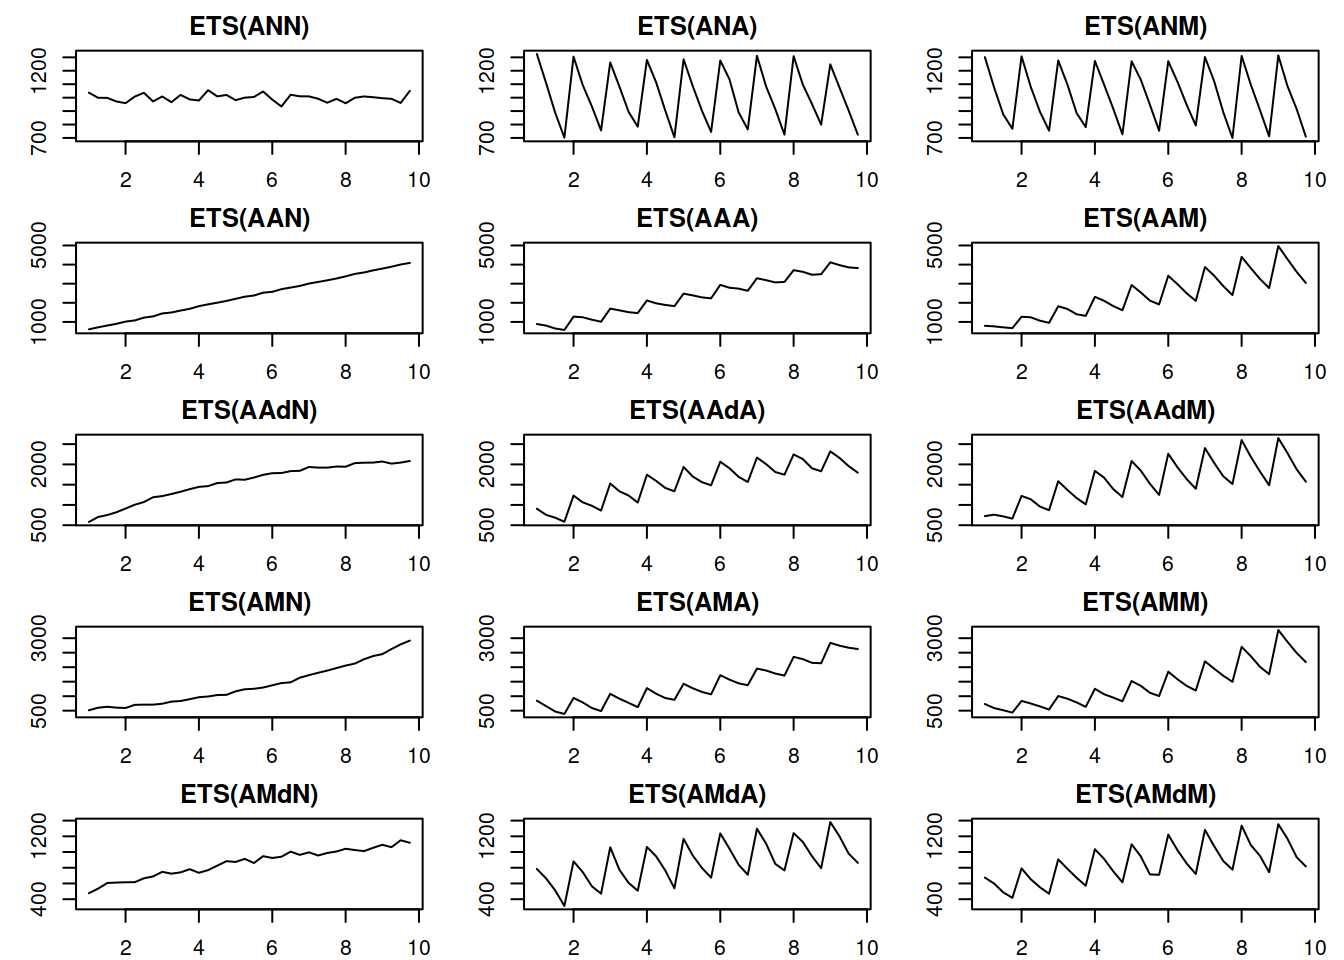 ETS(ANN) ETS(ANA) ETS(ANM)
1200 1200 1200
700 700 700
2 4 6 8 10 2 4 6 8 10 2 4 6 8 10
ETS(AAN) ETS(AAA) ETS(AAM)
5000 5000 5000
1000 1000 1000
2 4 6 8 10 2 4 6 8 10 2 4 6 8 10
ETS(AAdN) ETS(AAdA) ETS(AAdM)
2000 2000 2000
500 500 500
2 4 6 8 10 2 4 6 8 10 2 4 6 8 10
ETS(AMN) ETS(AMA) ETS(AMM)
3000 3000 3000
500 500 500
2 4 6 8 10 2 4 6 8 10 2 4 6 8 10
ETS(AMdN) ETS(AMdA) ETS(AMdM)
1200 1200 1200
400 400 400
2 4 6 8 10 2 4 6 8 10 2 4 6 8 10